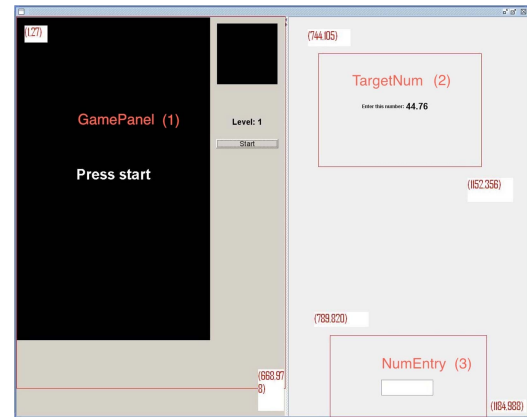 (1.27)
GamePanel (1)
Press start
Level: 1
Start
(744.105)
TargetNum (2)
Enter this number: 44.76
(1152.356)
(789.820)
NumEntry (3)
(668.97
8)
(1184.988)